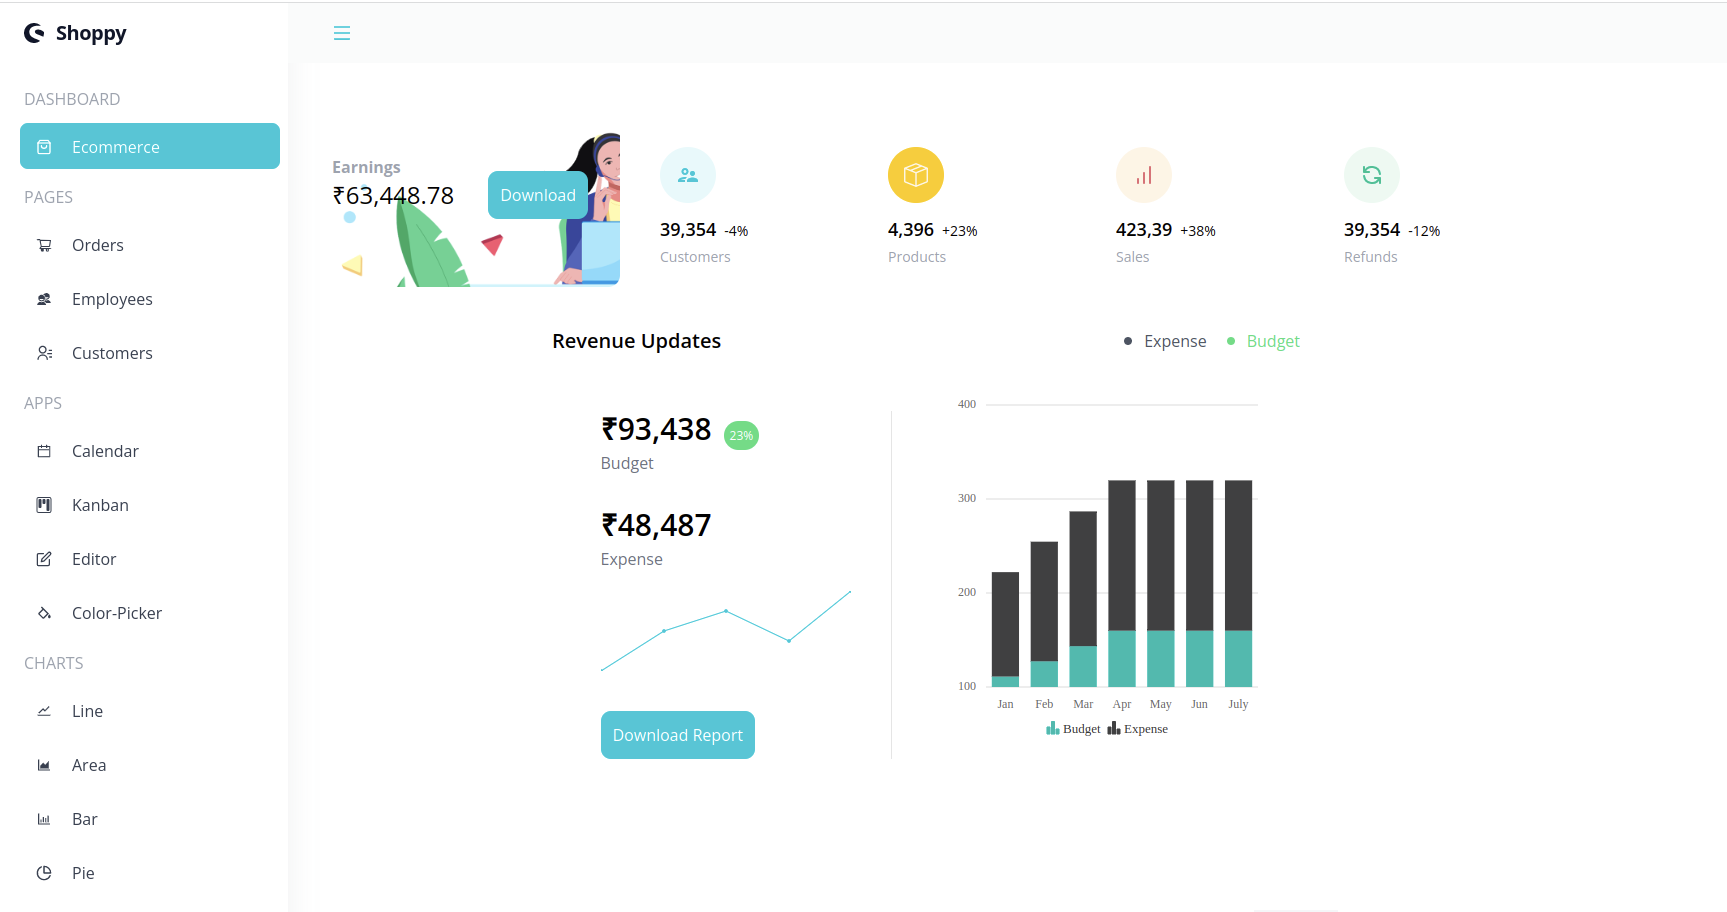 Shoppy
DASHBOARD
Ecommerce
PAGES
Orders
Employees
Customers
APPS
Calendar
Kanban
Editor
Color-Picker
CHARTS
Line
Area
Bar
Pie
Earnings
₹63,448.78
Download
39,354 -4%
Customers
4,396 +23%
Products
423,39 +38%
Sales
39,354 -12%
Refunds
Revenue Updates
Expense
Budget
₹93,438 23%
Budget
₹48,487
Expense
Download Report
400
300
200
100
Jan Feb Mar Apr May Jun July
Budget Expense